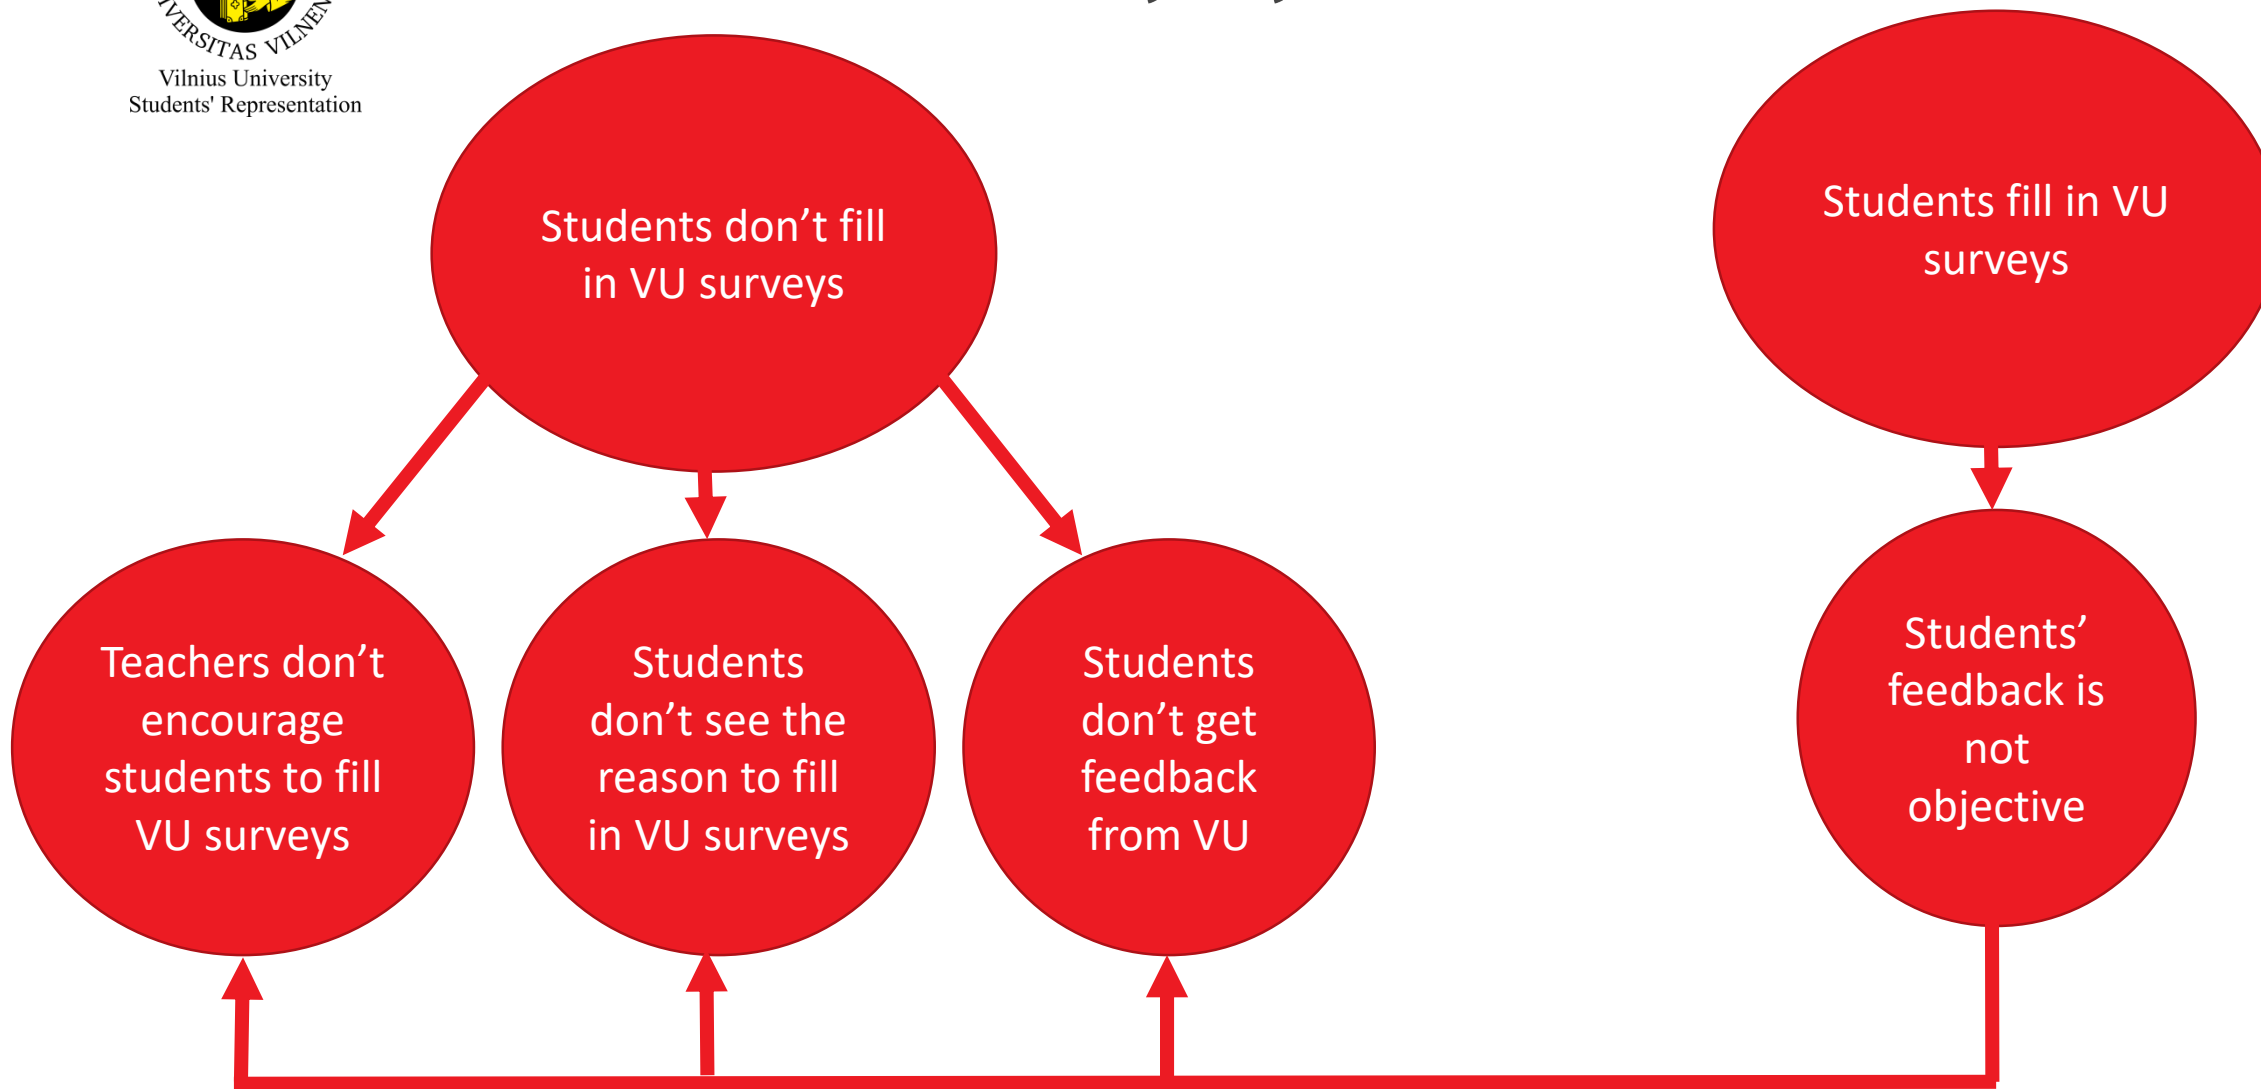 Vilnius University
Students' Representation
Students don’t fill
in VU surveys
Students fill in VU
surveys
Teachers don’t
encourage
students to fill
VU surveys
Students
don’t see the
reason to fill
in VU surveys
Students
don’t get
feedback
from VU
Students’
feedback is
not
objective